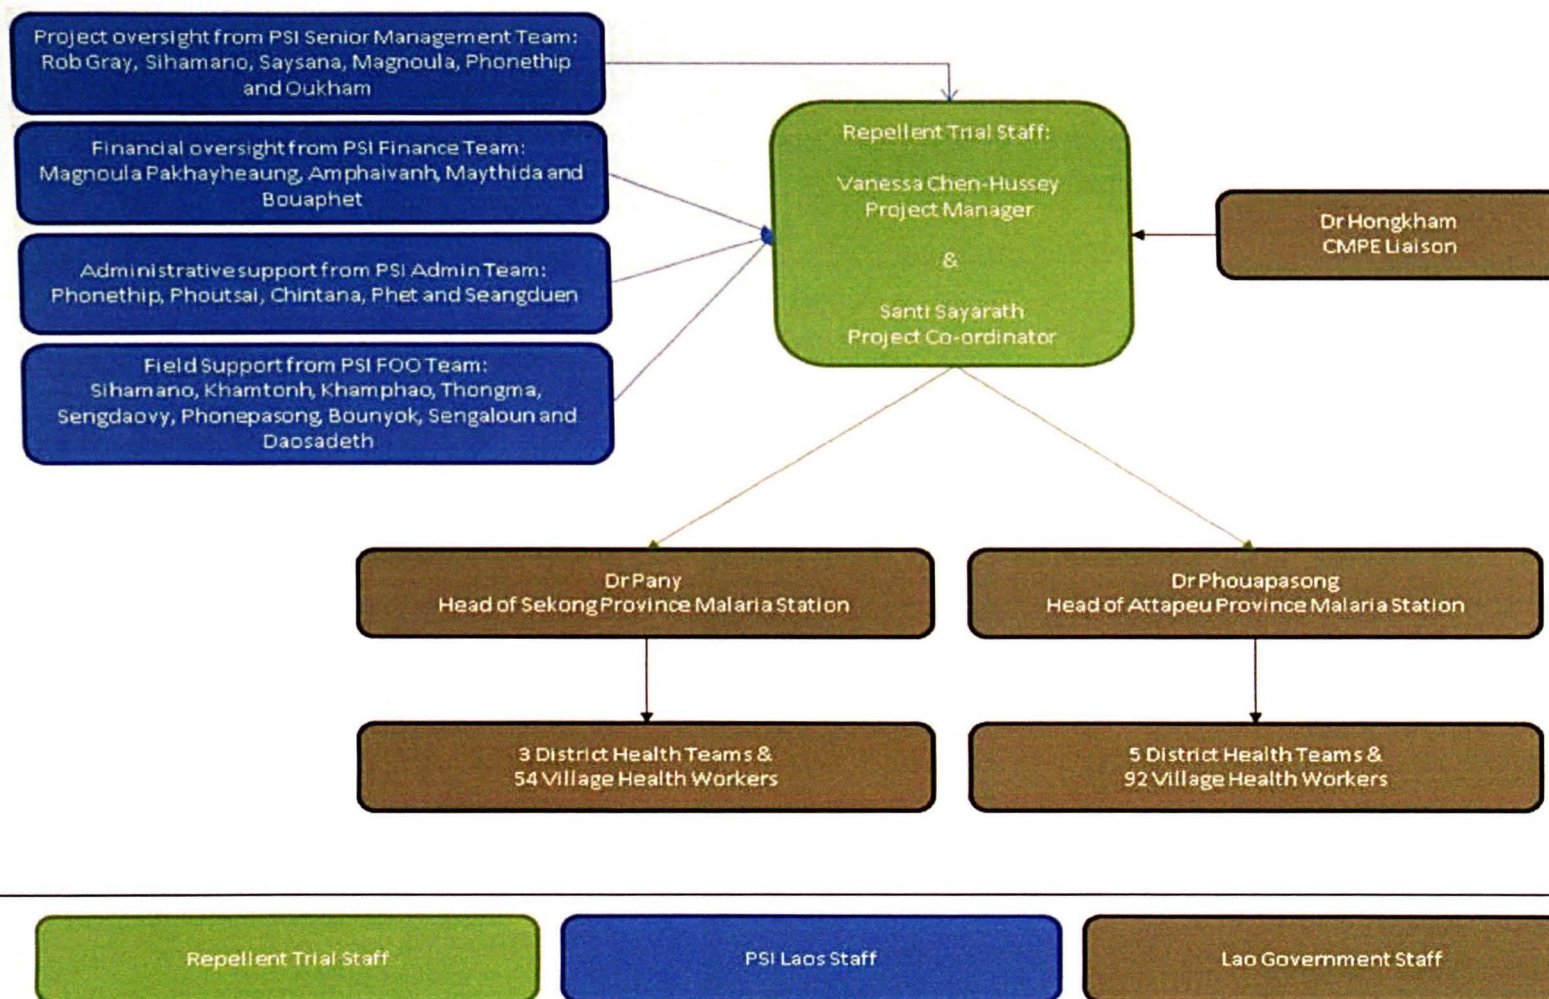 Project oversight from PSI Senior Management Team:
Rob Gray, Sihamano, Saysana, Magnoula, Phonethip
and Oukham
Financial oversight from PSI Finance Team:
Magnoula Pakhayheaung, Amphaivanh, Maythida and
Bouaphet
Administrative support from PSI Admin Team:
Phonethip, Phoutsai, Chintana, Phet and Seangduen
Field Support from PSI FOO Team:
Sihamano, Khamtonh, Khamphao, Thongma,
Sengdaovy, Phonepasong, Bounyok, Sengaloun and
Daosadeth
Repellent Trial Staff:
Vanessa Chen-Hussey
Project Manager
&
Santi Sayarath
Project Co-ordinator
Dr Hongkham
CMPE Liaison
Dr Pany
Head of Sekong Province Malaria Station
Dr Phouapasong
Head of Attapeu Province Malaria Station
3 District Health Teams &
54 Village Health Workers
5 District Health Teams &
92 Village Health Workers
Repellent Trial Staff
PSI Laos Staff
Lao Government Staff